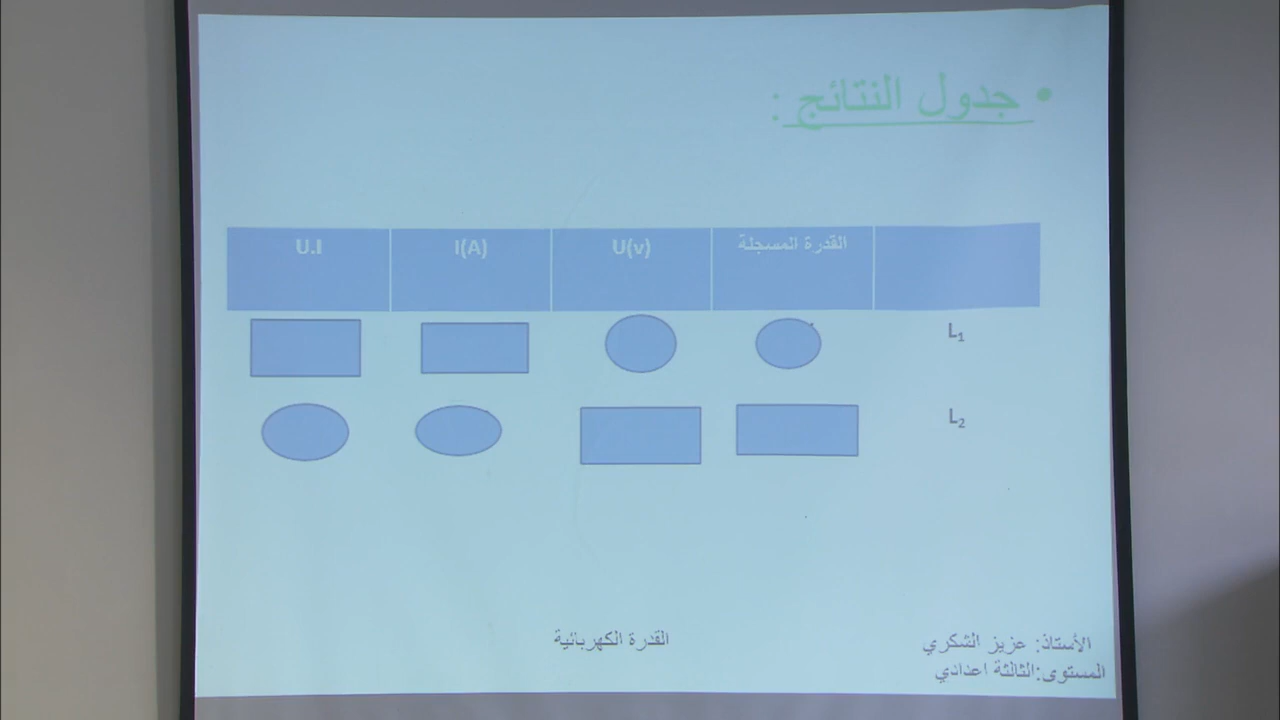 • جدول النتائج :
القدرة المسجلة U(v) I(A) U.I
L₁
L₂
القدرة الكهربائية
الأستاذ: عزيز الشكري
المستوى:الثالثة اعدادي